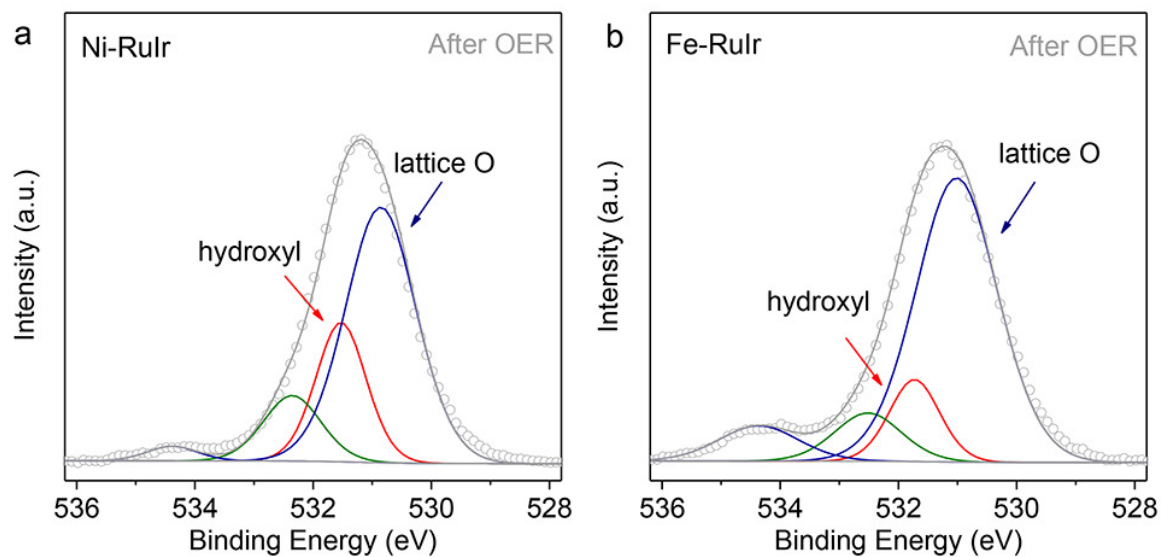 a
Ni-RuIr
After OER
lattice O
hydroxyl
Intensity (a.u.)
536
534
532
530
528
Binding Energy (eV)
b
Fe-RuIr
After OER
lattice O
hydroxyl
Intensity (a.u.)
536
534
532
530
528
Binding Energy (eV)